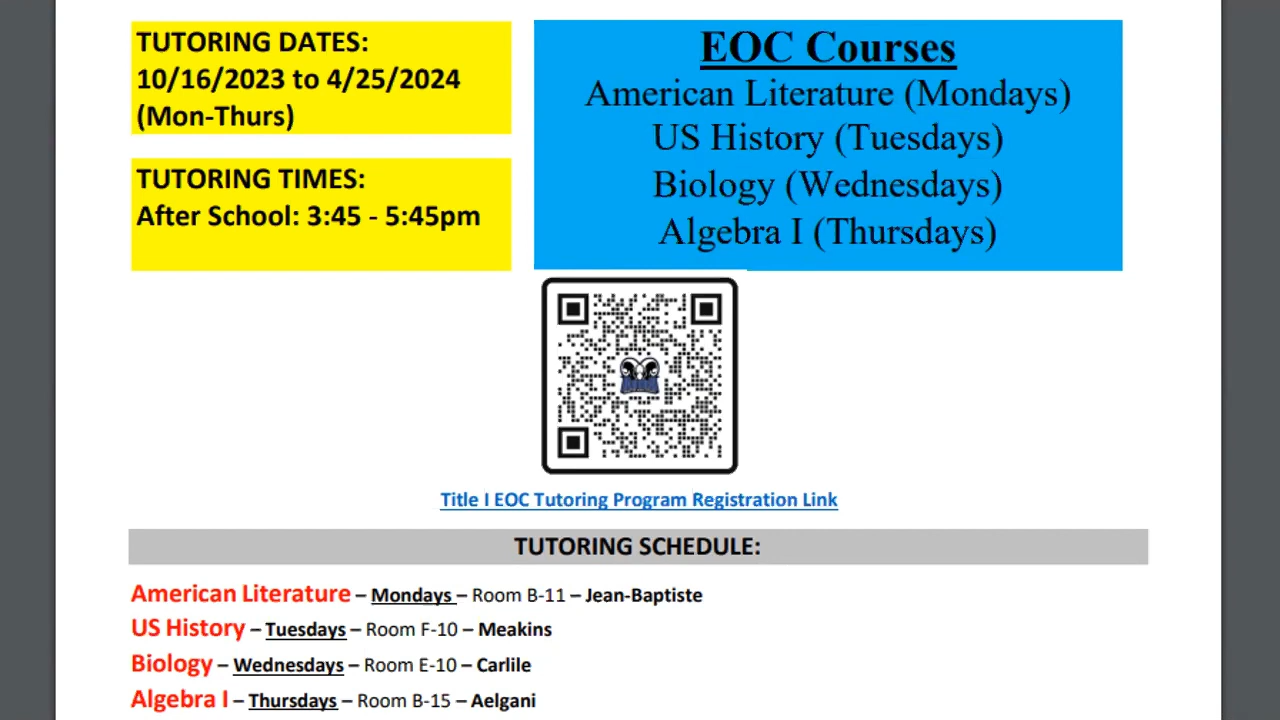 TUTORING DATES:
10/16/2023 to 4/25/2024
(Mon-Thurs)
TUTORING TIMES:
After School: 3:45 - 5:45pm
EOC Courses
American Literature (Mondays)
US History (Tuesdays)
Biology (Wednesdays)
Algebra I (Thursdays)
Title I EOC Tutoring Program Registration Link
TUTORING SCHEDULE:
American Literature – Mondays – Room B-11 – Jean-Baptiste
US History – Tuesdays – Room F-10 – Meakins
Biology – Wednesdays – Room E-10 – Carlile
Algebra I – Thursdays – Room B-15 – Aelgani